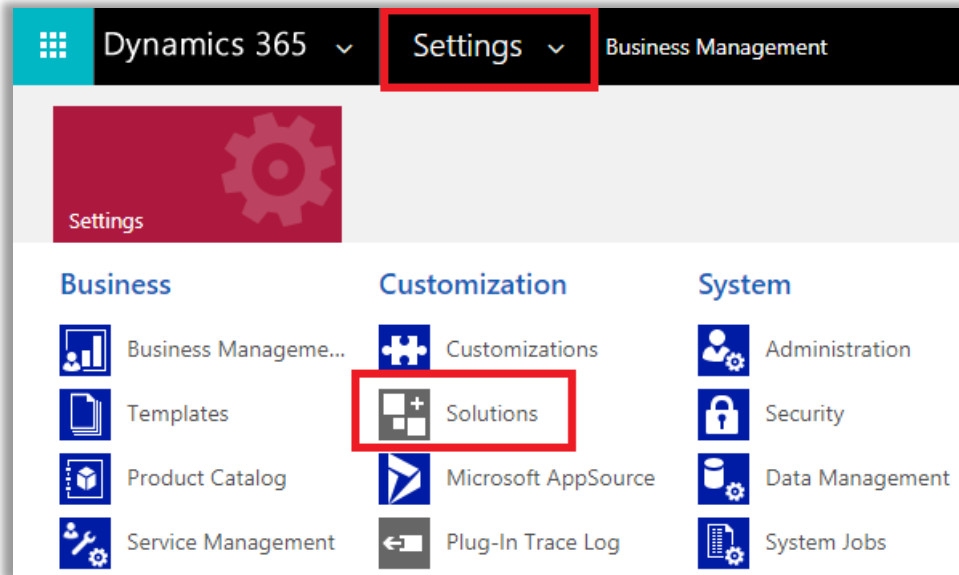 Dynamics 365 Settings Business Management
Settings
Business Customization System
Business Manageme... Customizations Administration
Templates Solutions Security
Product Catalog Microsoft AppSource Data Management
Service Management Plug-In Trace Log System Jobs